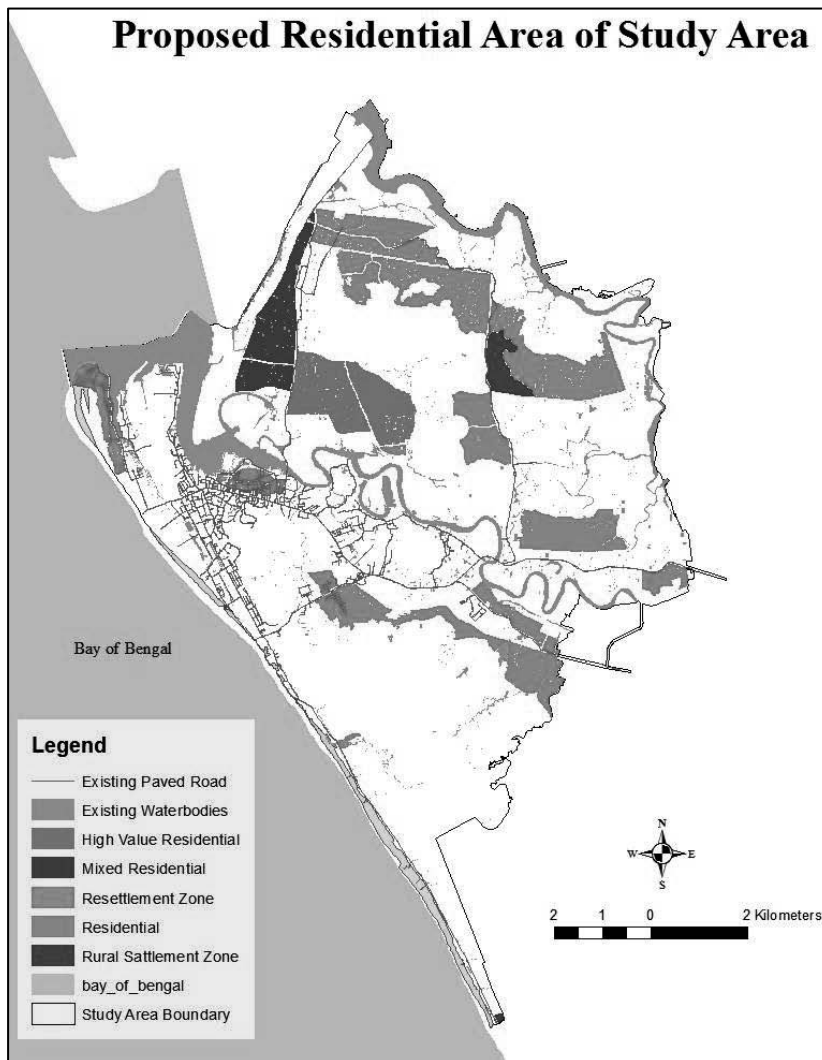 Proposed Residential Area of Study Area
Bay of Bengal
Legend
Existing Paved Road
Existing Waterbodies
High Value Residential
Mixed Residential
Resettlement Zone
Residential
Rural Sattlement Zone
bay_of_bengal
Study Area Boundary
N
W E
S
2 1 0 2 Kilometers